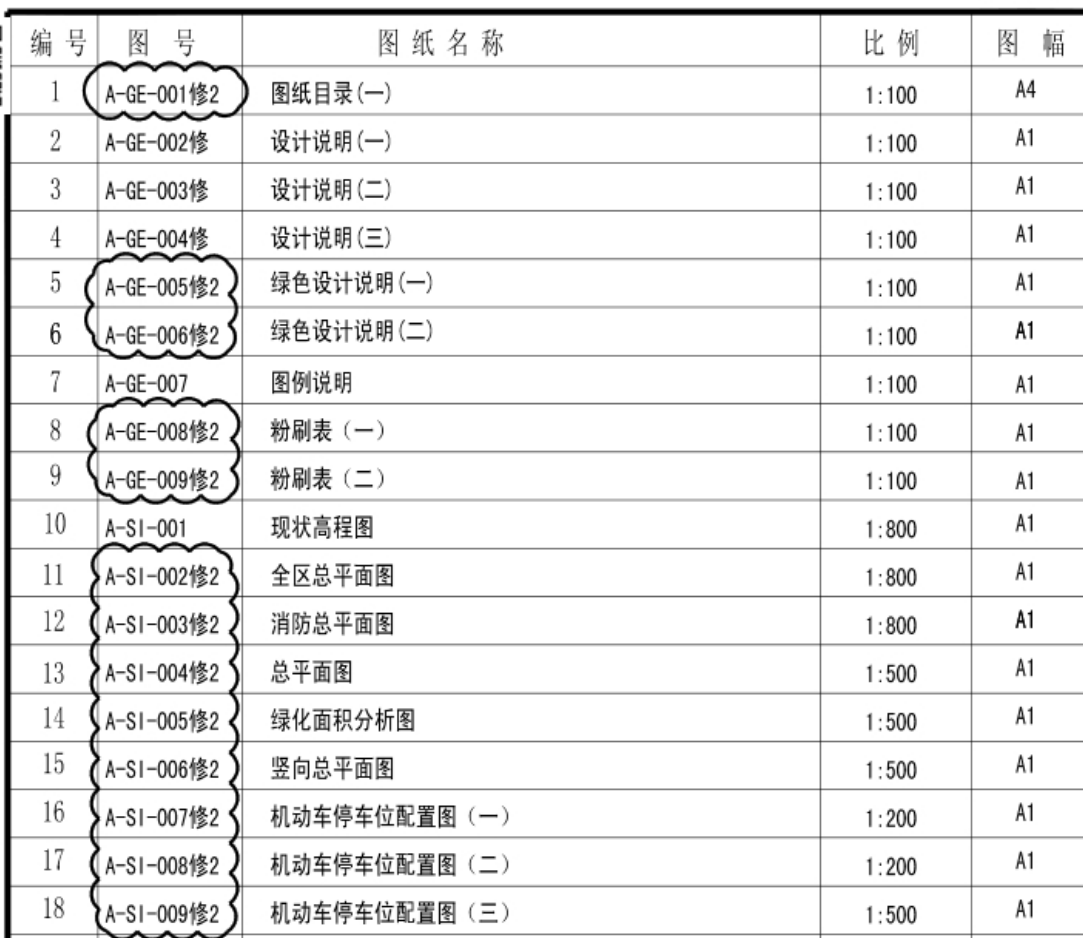 编号 图号 图纸名称 比例 图幅
1 A-GE-001修2 图纸目录(一) 1:100 A4
2 A-GE-002修 设计说明(一) 1:100 A1
3 A-GE-003修 设计说明(二) 1:100 A1
4 A-GE-004修 设计说明(三) 1:100 A1
5 A-GE-005修2 绿色设计说明(一) 1:100 A1
6 A-GE-006修2 绿色设计说明(二) 1:100 A1
7 A-GE-007 图例说明 1:100 A1
8 A-GE-008修2 粉刷表（一） 1:100 A1
9 A-GE-009修2 粉刷表（二） 1:100 A1
10 A-SI-001 现状高程图 1:800 A1
11 A-SI-002修2 全区总平面图 1:800 A1
12 A-SI-003修2 消防总平面图 1:800 A1
13 A-SI-004修2 总平面图 1:500 A1
14 A-SI-005修2 绿化面积分析图 1:500 A1
15 A-SI-006修2 竖向总平面图 1:500 A1
16 A-SI-007修2 机动车停车位配置图（一） 1:200 A1
17 A-SI-008修2 机动车停车位配置图（二） 1:200 A1
18 A-SI-009修2 机动车停车位配置图（三） 1:500 A1